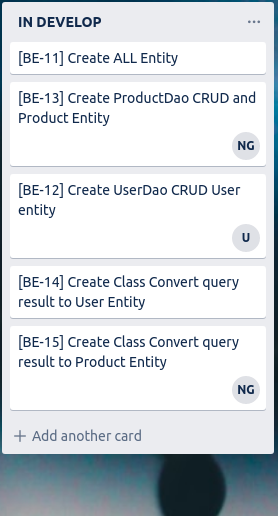 IN DEVELOP
[BE-11] Create ALL Entity
[BE-13] Create ProductDao CRUD and
Product Entity
NG
[BE-12] Create UserDao CRUD User
entity
U
[BE-14] Create Class Convert query
result to User Entity
[BE-15] Create Class Convert query
result to Product Entity
NG
Add another card